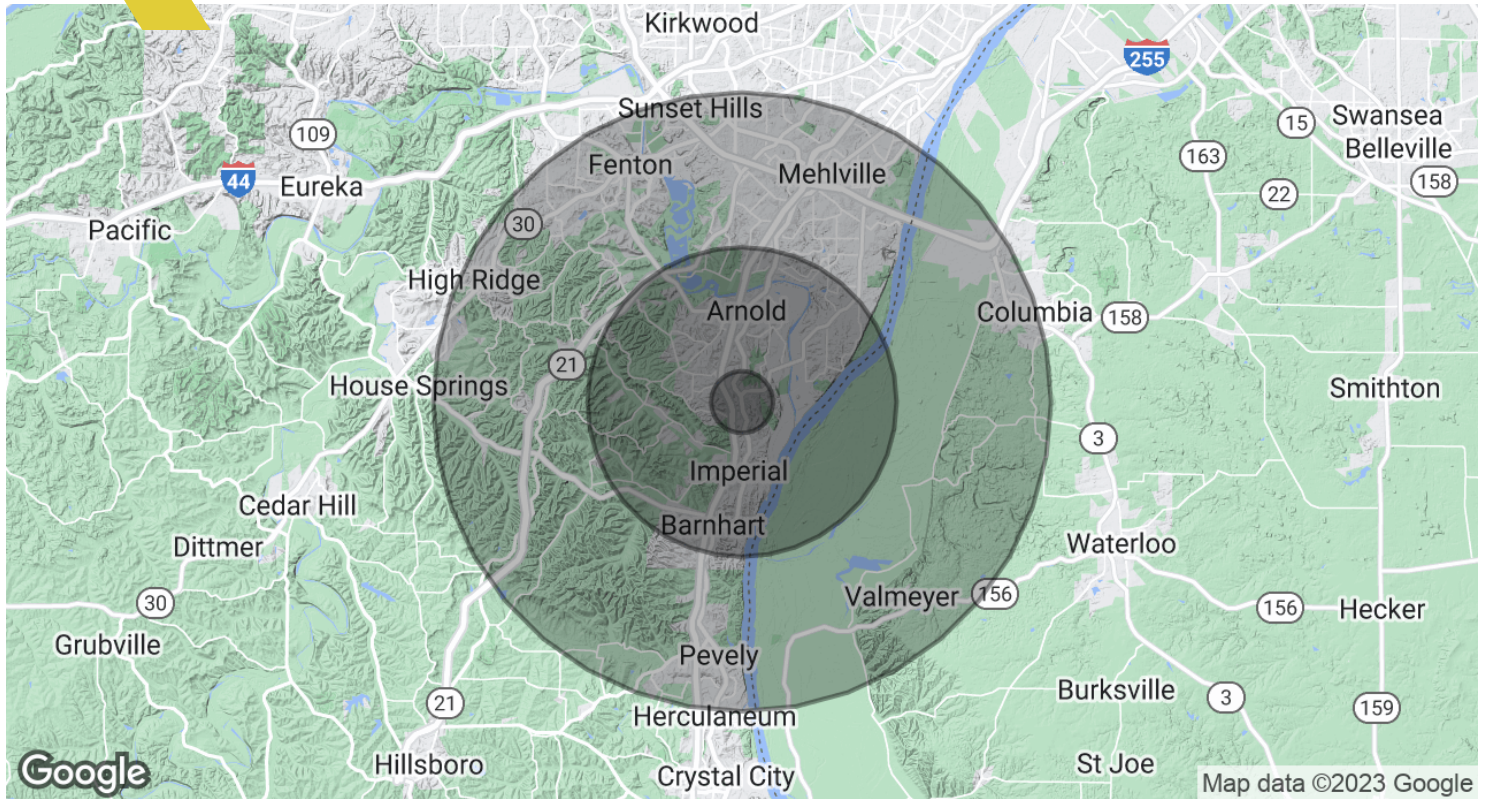 Kirkwood
255
Sunset Hills
15
Swansea
109
Belleville
163
Fenton
Mehlville
44
Eureka
158
22
30
Pacific
High Ridge
Arnold
Columbia
158
21
House Springs
Smithton
3
Imperial
Cedar Hill
Barnhart
Dittmer
Waterloo
Valmeyer
156
30
156
Hecker
Grubville
Pevely
Burksville
21
3
159
Herculaneum
Hillsboro
St Joe
Crystal City
Google
Map data ©2023 Google